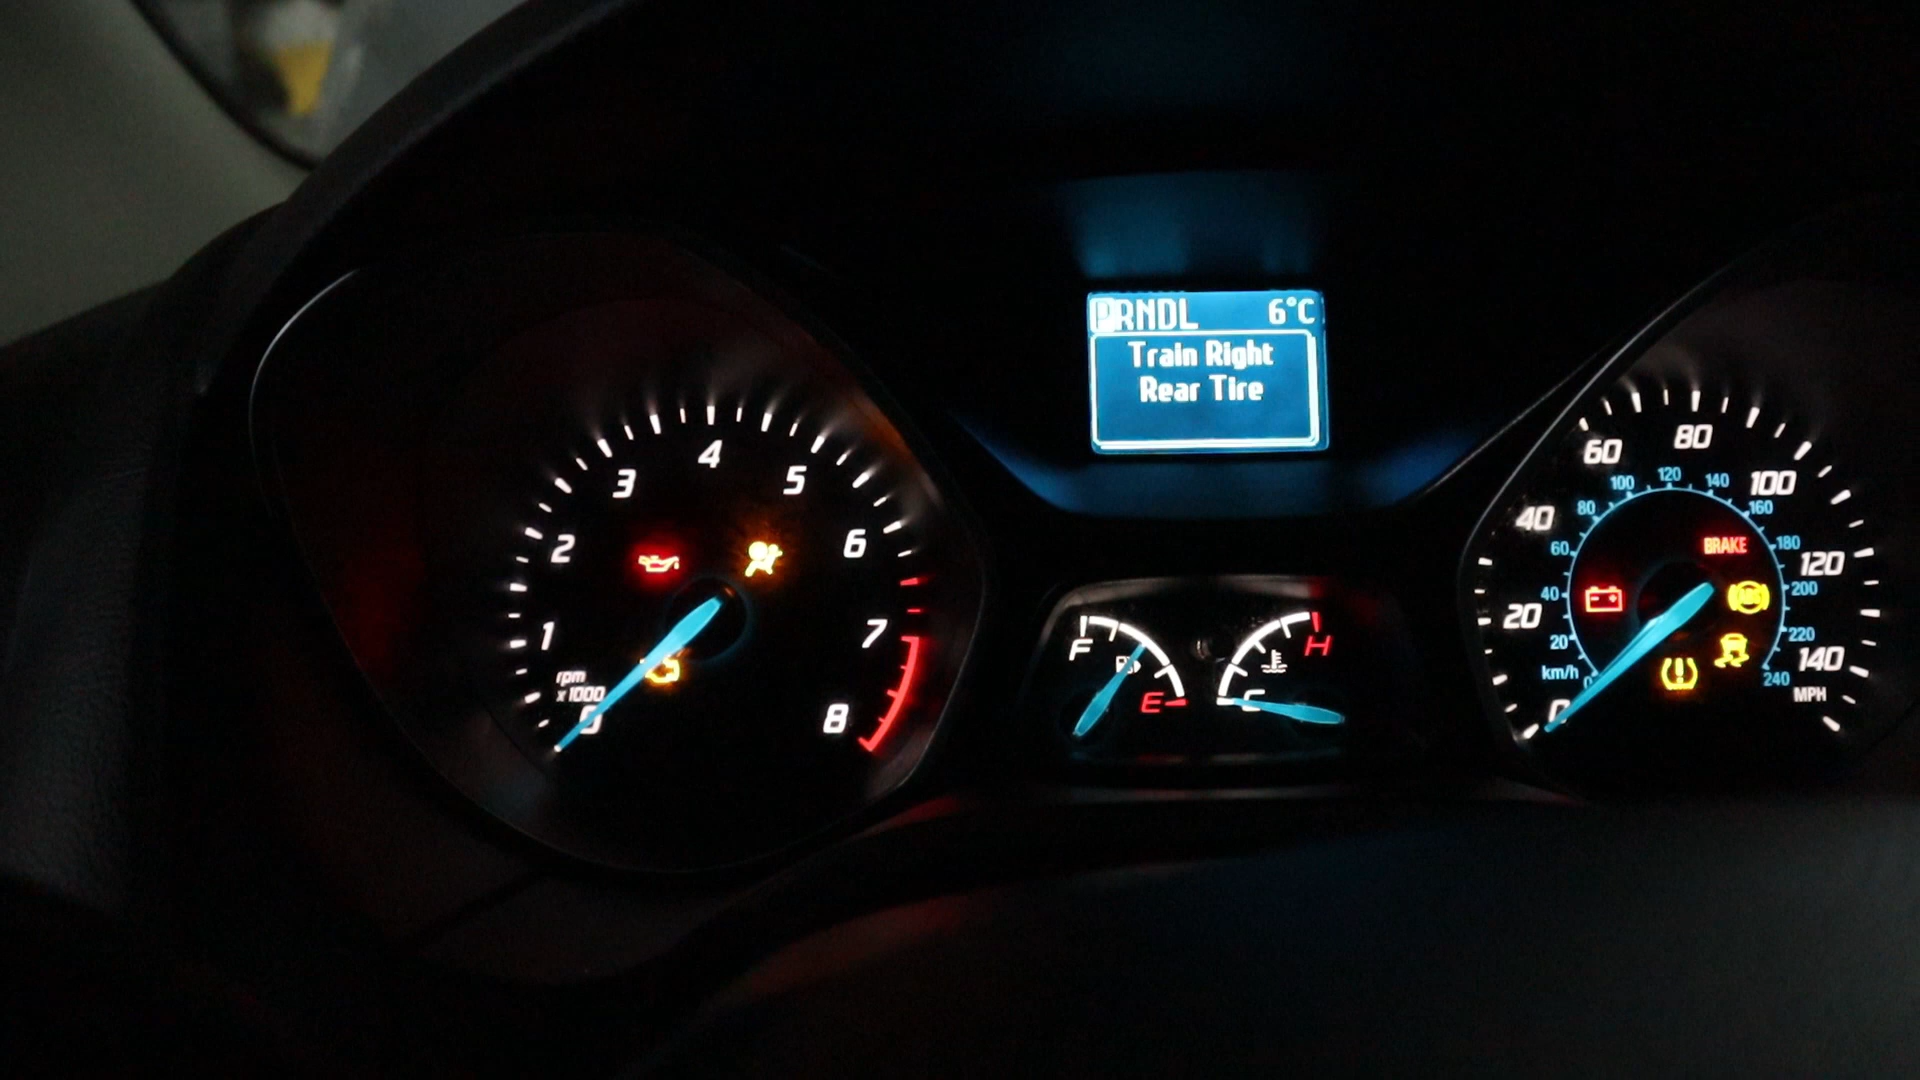 PRNDL 6°C
Train Right
Rear Tire
0 1 2 3 4 5 6 7 8
rpm
x 1000
F E
C H
0 20 40 60 80 100 120 140
MPH
20 40 60 80 100 120 140 160 180 200 220 240
km/h
BRAKE
ABS